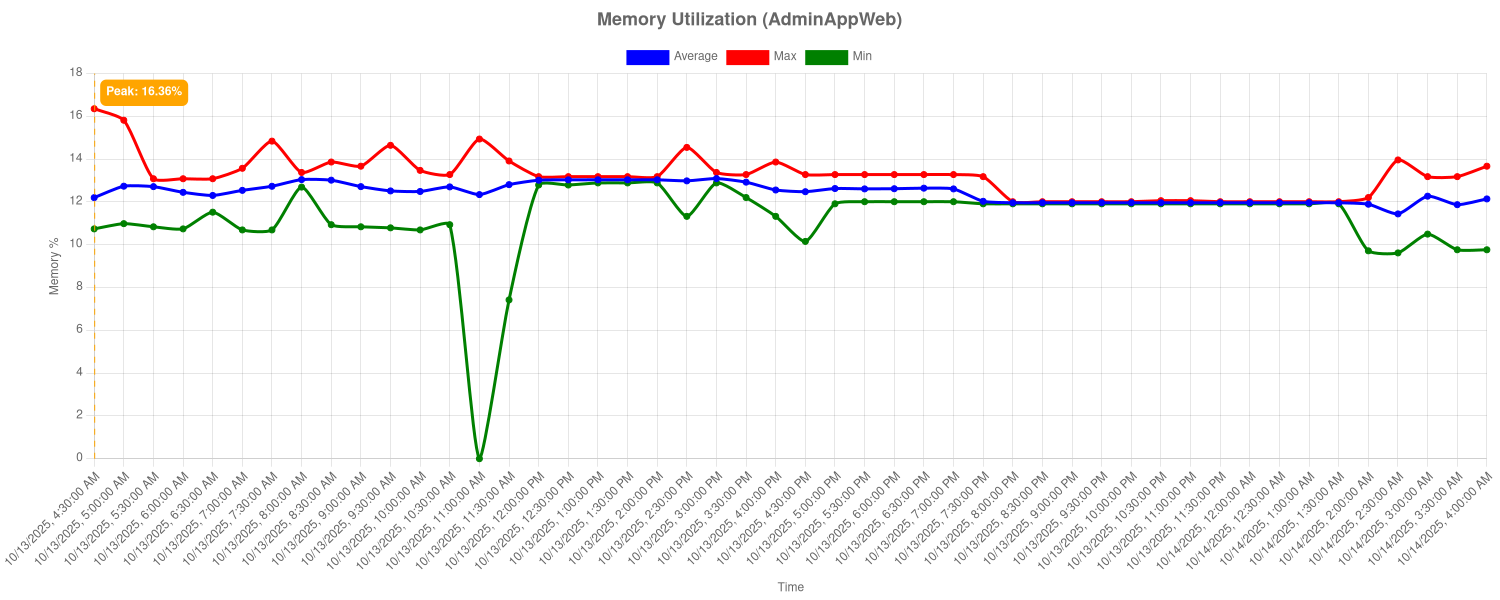 Memory Utilization (AdminAppWeb)
Average Max Min
18
Peak: 16.36%
16
14
12
10
8
6
4
2
0
Memory %
10/13/2025, 4:30:00 AM
10/13/2025, 5:00:00 AM
10/13/2025, 5:30:00 AM
10/13/2025, 6:00:00 AM
10/13/2025, 6:30:00 AM
10/13/2025, 7:00:00 AM
10/13/2025, 7:30:00 AM
10/13/2025, 8:00:00 AM
10/13/2025, 8:30:00 AM
10/13/2025, 9:00:00 AM
10/13/2025, 9:30:00 AM
10/13/2025, 10:00:00 AM
10/13/2025, 10:30:00 AM
10/13/2025, 11:00:00 AM
10/13/2025, 11:30:00 AM
10/13/2025, 12:00:00 PM
10/13/2025, 12:30:00 PM
10/13/2025, 1:00:00 PM
10/13/2025, 1:30:00 PM
10/13/2025, 2:00:00 PM
10/13/2025, 2:30:00 PM
10/13/2025, 3:00:00 PM
10/13/2025, 3:30:00 PM
10/13/2025, 4:00:00 PM
10/13/2025, 4:30:00 PM
10/13/2025, 5:00:00 PM
10/13/2025, 5:30:00 PM
10/13/2025, 6:00:00 PM
10/13/2025, 6:30:00 PM
10/13/2025, 7:00:00 PM
10/13/2025, 7:30:00 PM
10/13/2025, 8:00:00 PM
10/13/2025, 8:30:00 PM
10/13/2025, 9:00:00 PM
10/13/2025, 9:30:00 PM
10/13/2025, 10:00:00 PM
10/13/2025, 10:30:00 PM
10/13/2025, 11:00:00 PM
10/13/2025, 11:30:00 PM
10/14/2025, 12:00:00 AM
10/14/2025, 12:30:00 AM
10/14/2025, 1:00:00 AM
10/14/2025, 1:30:00 AM
10/14/2025, 2:00:00 AM
10/14/2025, 2:30:00 AM
10/14/2025, 3:00:00 AM
10/14/2025, 3:30:00 AM
10/14/2025, 4:00:00 AM
Time